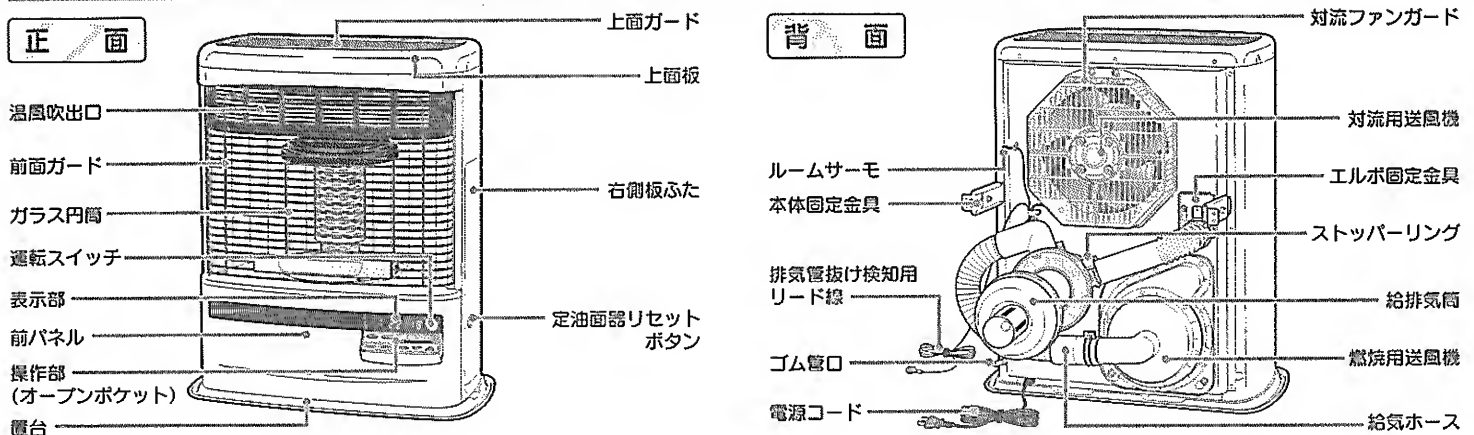 正 面
上面ガード
上面板
温風吹出口
前面ガード
ガラス円筒
運転スイッチ
表示部
前パネル
操作部
(オープンポケット)
置台
右側板ふた
定油面器リセット
ボタン
背 面
対流ファンガード
対流用送風機
ルームサーモ
本体固定金具
エルボ固定金具
ストッパーリング
排気管抜け検知用
リード線
給排気筒
ゴム管口
燃焼用送風機
電源コード
給気ホース